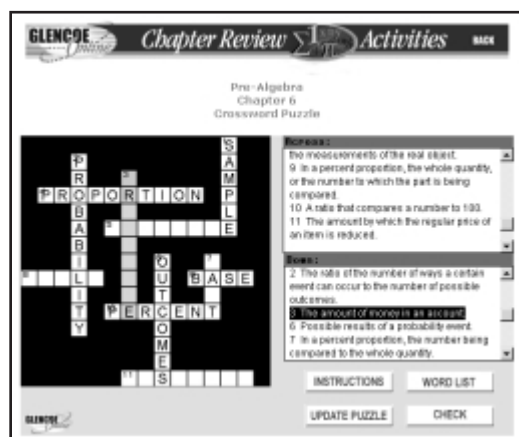 GLENCOE
Online
Chapter Review
Activities
BACK
Pre-Algebra
Chapter 6
Crossword Puzzle
Across:
the measurements of the real object.
9 In a percent proportion, the whole quantity,
or the number to which the part is being
compared.
10 A ratio that compares a number to 100.
11 The amount by which the regular price of
an item is reduced.
Down:
2 The ratio of the number of ways a certain
event can occur to the number of possible
outcomes.
3 The amount of money in an account.
6 Possible results of a probability event.
7 In a percent proportion, the number being
compared to the whole quantity.
SAMPLE
PROBABILITY
PROPORTION
OUTCOMES
BASE
PERCENT
11
INSTRUCTIONS
WORD LIST
UPDATE PUZZLE
CHECK
GLENCOE